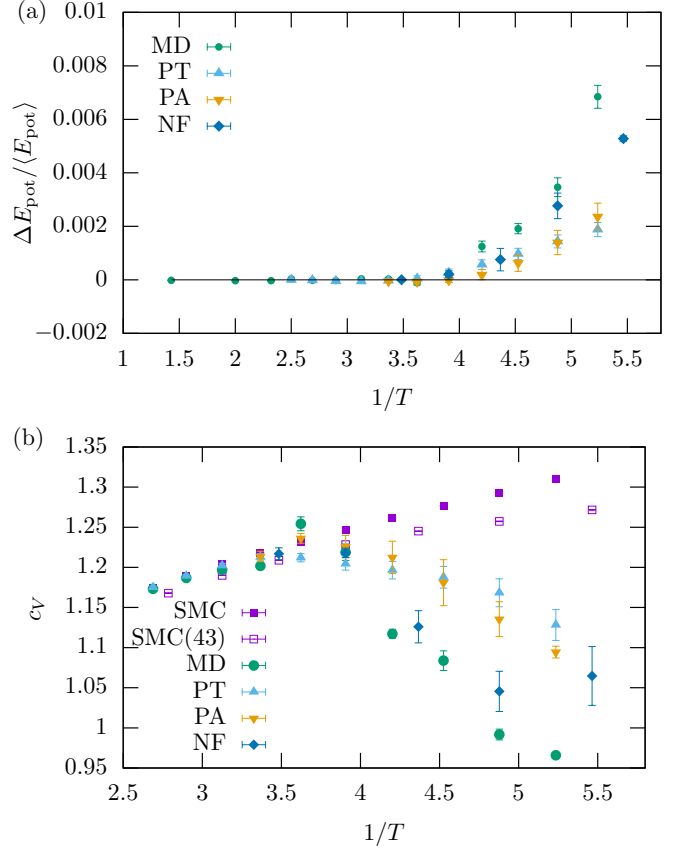 (a)
0.01
0.008
0.006
0.004
0.002
0
−0.002
ΔE_pot/⟨E_pot⟩
MD
PT
PA
NF
1 1.5 2 2.5 3 3.5 4 4.5 5 5.5
1/T
(b)
1.35
1.3
1.25
1.2
1.15
1.1
1.05
1
0.95
c_V
SMC
SMC(43)
MD
PT
PA
NF
2.5 3 3.5 4 4.5 5 5.5
1/T